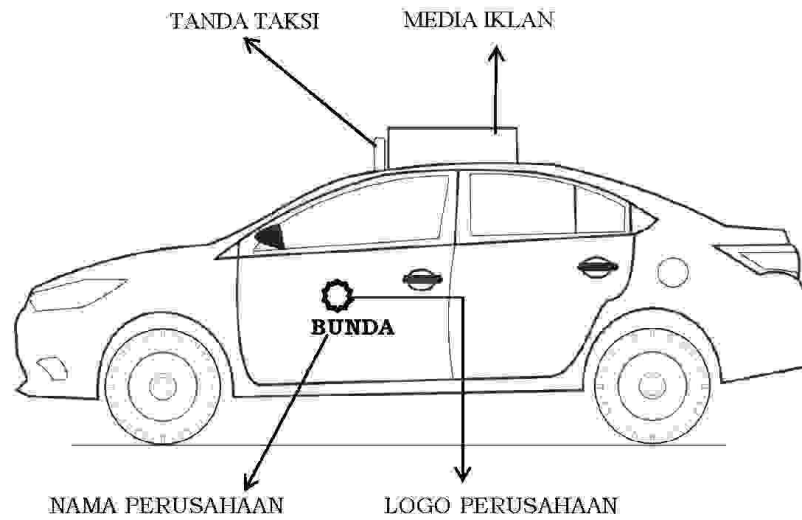 TANDA TAKSI
MEDIA IKLAN
BUNDA
NAMA PERUSAHAAN
LOGO PERUSAHAAN